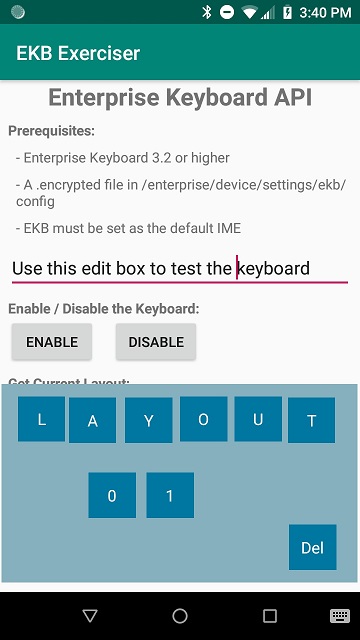 3:40 PM
EKB Exerciser
Enterprise Keyboard API
Prerequisites:
- Enterprise Keyboard 3.2 or higher
- A .encrypted file in /enterprise/device/settings/ekb/
config
- EKB must be set as the default IME
Use this edit box to test the keyboard
Enable / Disable the Keyboard:
ENABLE DISABLE
Get Current Layout:
L A Y O U T
0 1
Del